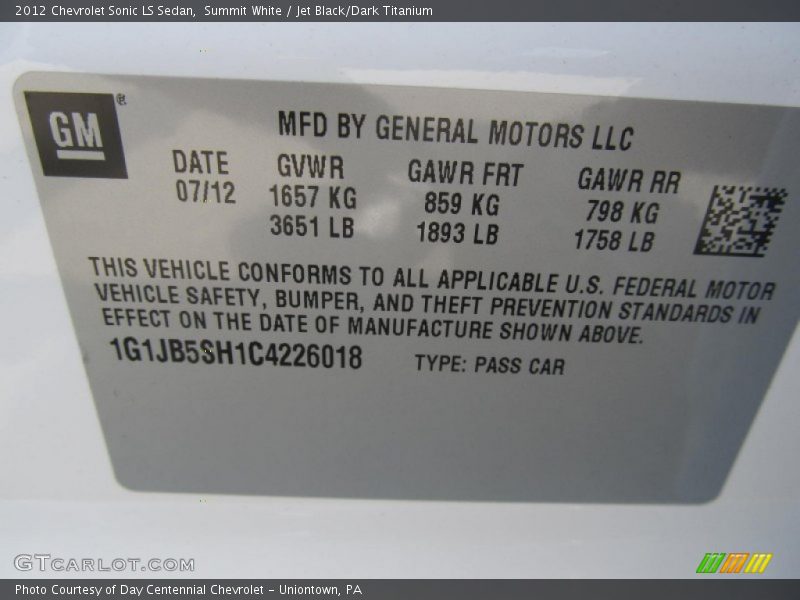 2012 Chevrolet Sonic LS Sedan, Summit White / Jet Black/Dark Titanium
GM®
MFD BY GENERAL MOTORS LLC
DATE GVWR GAWR FRT GAWR RR
07/12 1657 KG 859 KG 798 KG
3651 LB 1893 LB 1758 LB
THIS VEHICLE CONFORMS TO ALL APPLICABLE U.S. FEDERAL MOTOR
VEHICLE SAFETY, BUMPER, AND THEFT PREVENTION STANDARDS IN
EFFECT ON THE DATE OF MANUFACTURE SHOWN ABOVE.
1G1JB5SH1C4226018 TYPE: PASS CAR
GTCARLOT.COM
Photo Courtesy of Day Centennial Chevrolet - Uniontown, PA